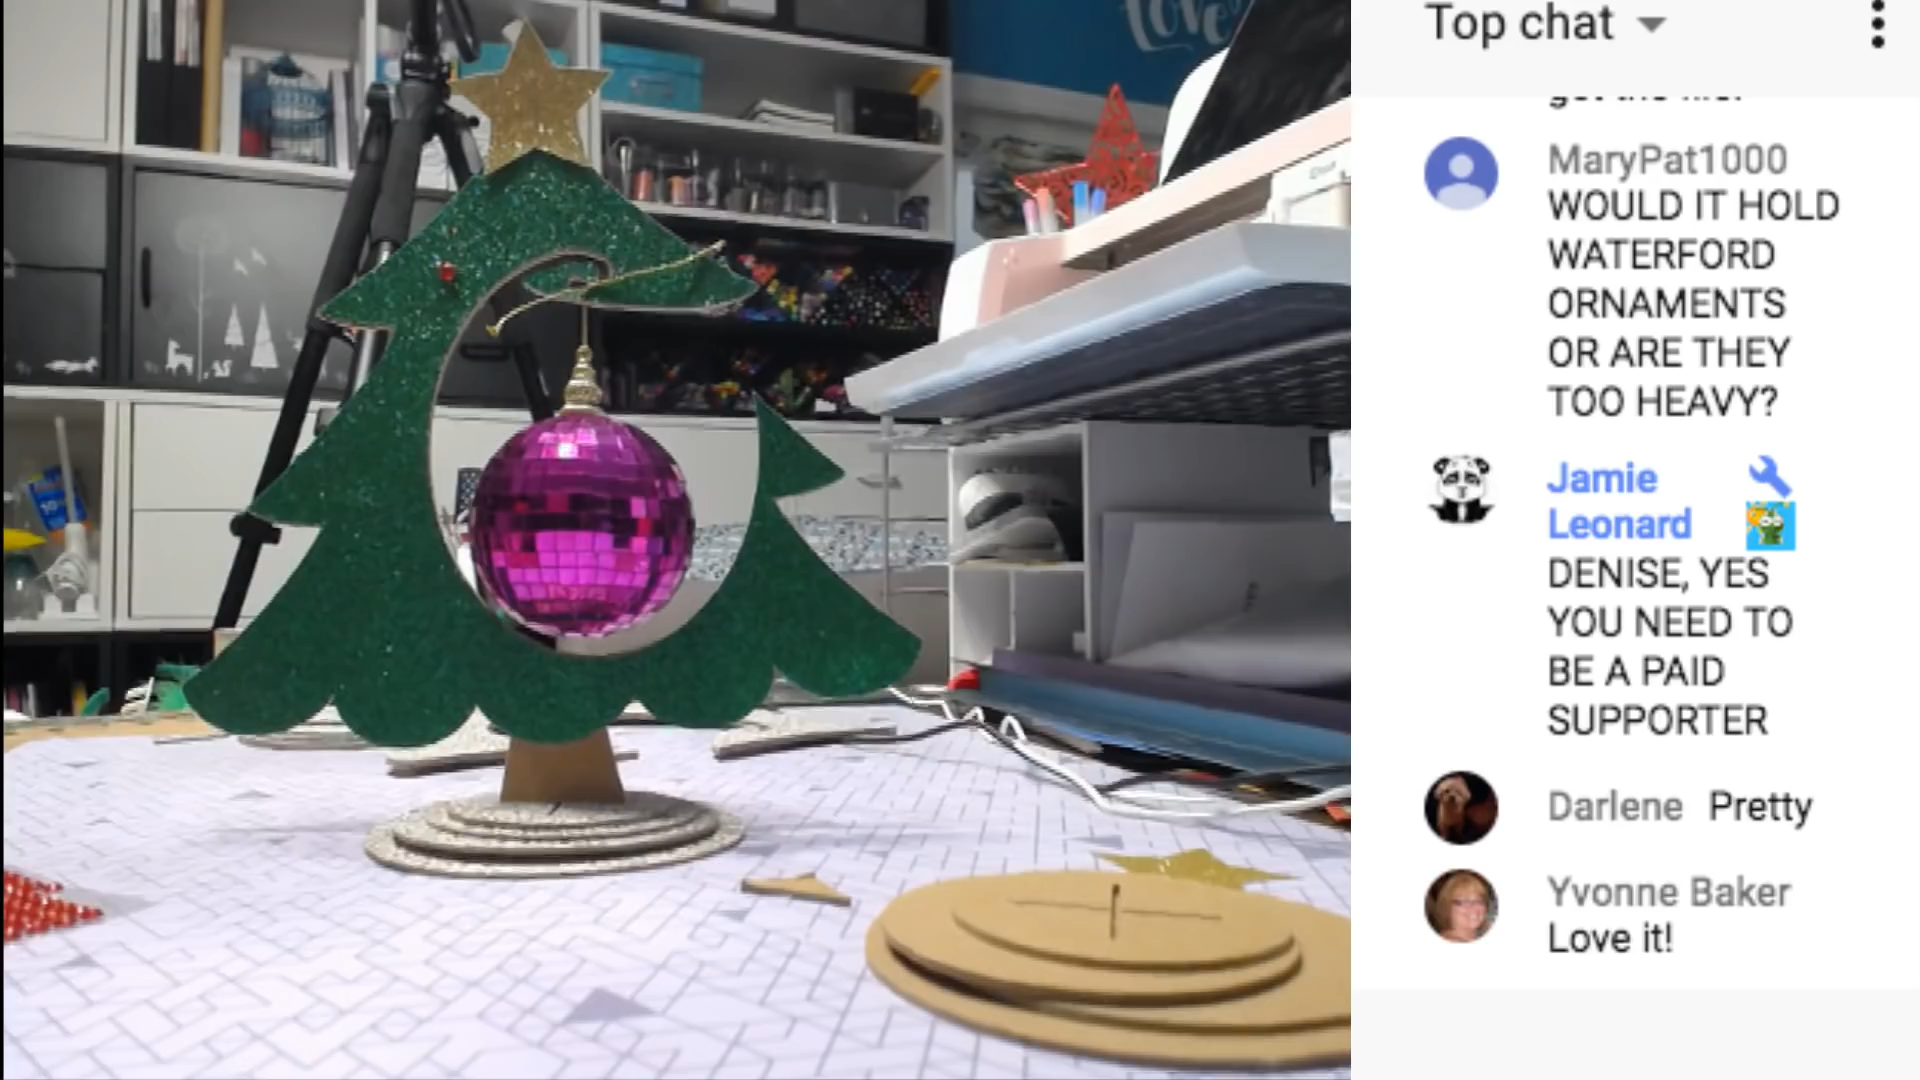 Love
Top chat
MaryPat1000
WOULD IT HOLD
WATERFORD
ORNAMENTS
OR ARE THEY
TOO HEAVY?
Jamie
Leonard
DENISE, YES
YOU NEED TO
BE A PAID
SUPPORTER
Darlene Pretty
Yvonne Baker
Love it!